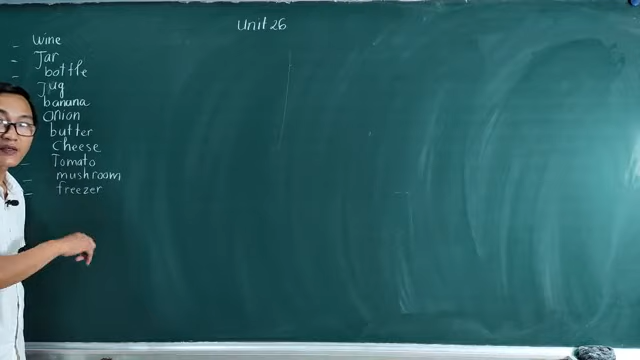 Unit 26
- wine
- Jar
- bottle
Jug
banana
onion
butter
Cheese
- Tomato
- mushroom
- freezer